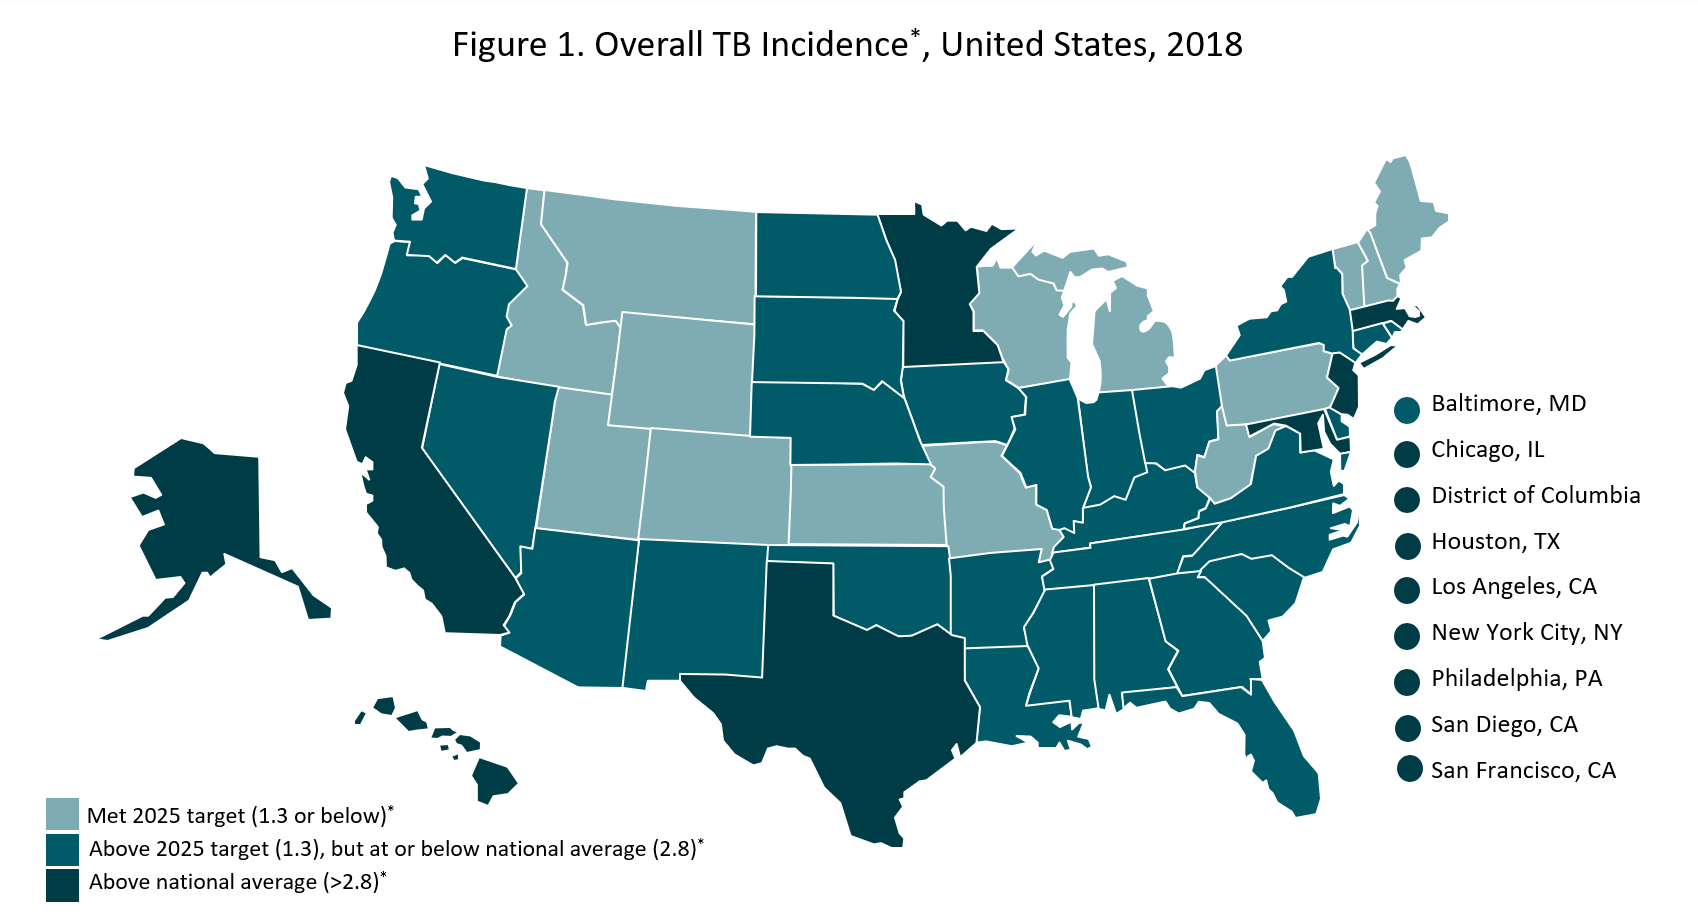 Figure 1. Overall TB Incidence*, United States, 2018
Baltimore, MD
Chicago, IL
District of Columbia
Houston, TX
Los Angeles, CA
New York City, NY
Philadelphia, PA
San Diego, CA
San Francisco, CA
Met 2025 target (1.3 or below)*
Above 2025 target (1.3), but at or below national average (2.8)*
Above national average (>2.8)*